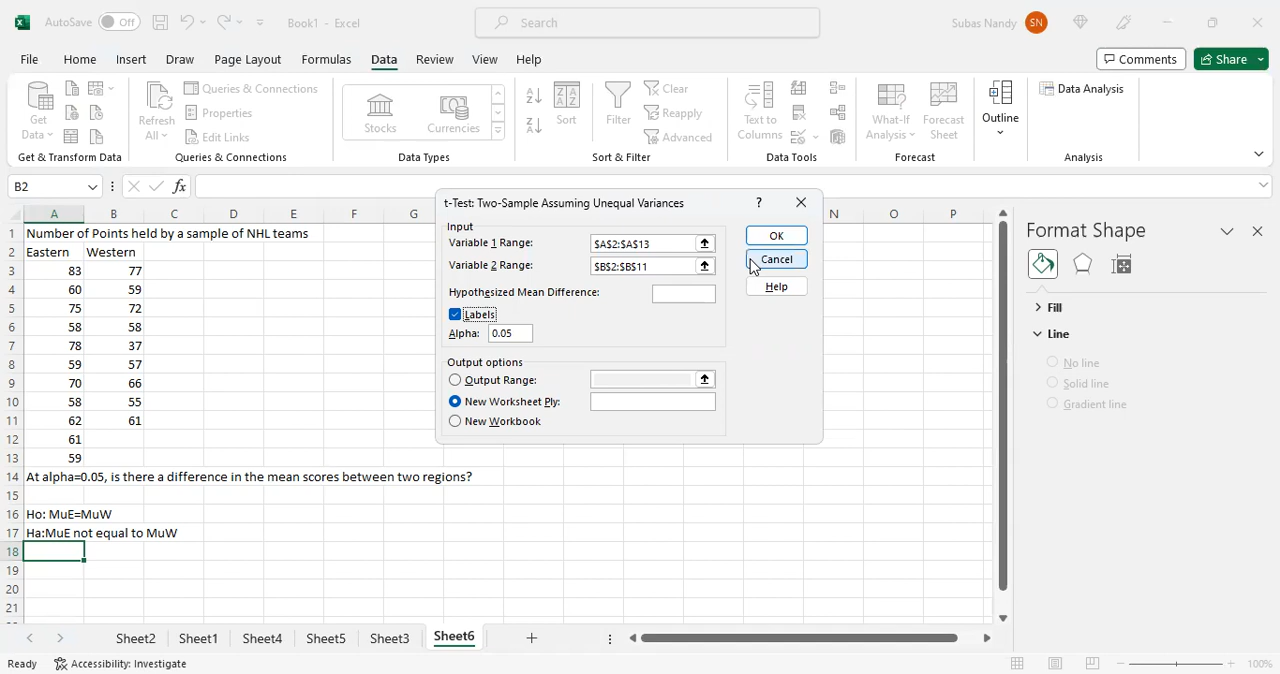 AutoSave Off Book1 - Excel Search Subas Nandy SN
File Home Insert Draw Page Layout Formulas Data Review View Help Comments Share
Get Data
Refresh All
Queries & Connections
Properties
Edit Links
Stocks Currencies
Sort
Filter
Clear
Reapply
Advanced
Text to Columns
What-If Analysis
Forecast Sheet
Outline
Data Analysis
Get & Transform Data Queries & Connections Data Types Sort & Filter Data Tools Forecast Analysis
B2 fx
t-Test: Two-Sample Assuming Unequal Variances ?
Input
Variable 1 Range: $A$2:$A$13 OK
Variable 2 Range: $B$2:$B$11 Cancel
Hypothesized Mean Difference: Help
Labels
Alpha: 0.05
Output options
Output Range:
New Worksheet Ply:
New Workbook
A B C D E F G N O P
1 Number of Points held by a sample of NHL teams
2 Eastern Western
3 83 77
4 60 59
5 75 72
6 58 58
7 78 37
8 59 57
9 70 66
10 58 55
11 62 61
12 61
13 59
14 At alpha=0.05, is there a difference in the mean scores between two regions?
15
16 Ho: MuE=MuW
17 Ha:MuE not equal to MuW
18
19
20
21
Format Shape
Fill
Line
No line
Solid line
Gradient line
Sheet2 Sheet1 Sheet4 Sheet5 Sheet3 Sheet6
Ready Accessibility: Investigate 100%